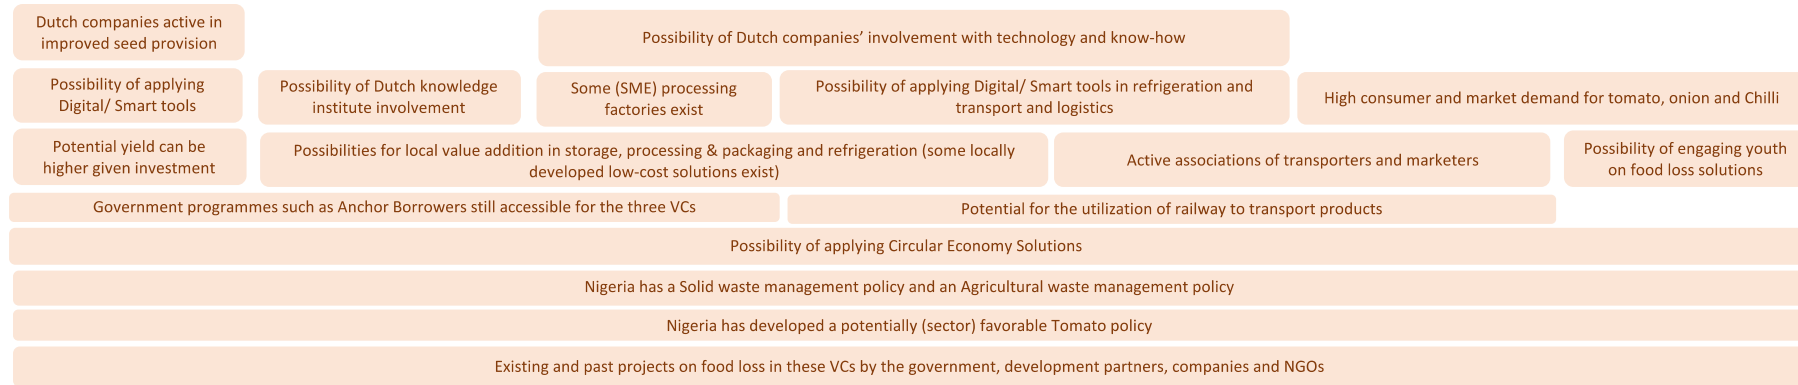 Dutch companies active in
improved seed provision
Possibility of Dutch companies’ involvement with technology and know-how
Possibility of applying
Digital/ Smart tools
Possibility of Dutch knowledge
institute involvement
Some (SME) processing
factories exist
Possibility of applying Digital/ Smart tools in refrigeration and
transport and logistics
High consumer and market demand for tomato, onion and Chilli
Potential yield can be
higher given investment
Possibilities for local value addition in storage, processing & packaging and refrigeration (some locally
developed low-cost solutions exist)
Active associations of transporters and marketers
Possibility of engaging youth
on food loss solutions
Government programmes such as Anchor Borrowers still accessible for the three VCs
Potential for the utilization of railway to transport products
Possibility of applying Circular Economy Solutions
Nigeria has a Solid waste management policy and an Agricultural waste management policy
Nigeria has developed a potentially (sector) favorable Tomato policy
Existing and past projects on food loss in these VCs by the government, development partners, companies and NGOs